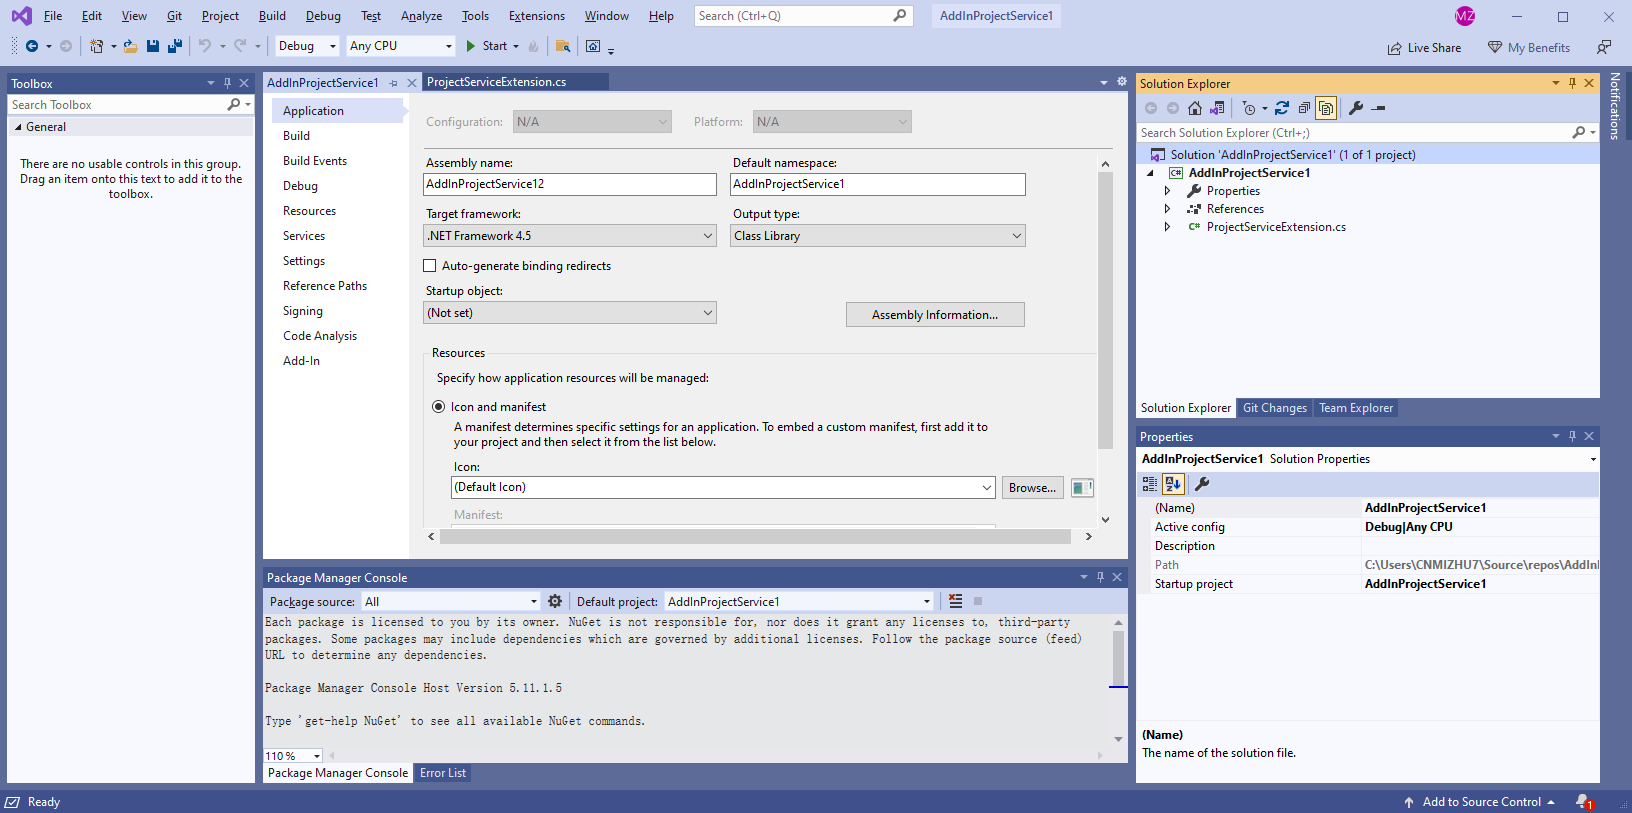 File Edit View Git Project Build Debug Test Analyze Tools Extensions Window Help Search (Ctrl+Q) AddInProjectService1 MZ
Debug Any CPU Start Live Share My Benefits
Toolbox
Search Toolbox
General
There are no usable controls in this group.
Drag an item onto this text to add it to the
toolbox.
AddInProjectService1 ProjectServiceExtension.cs
Application
Build
Build Events
Debug
Resources
Services
Settings
Reference Paths
Signing
Code Analysis
Add-In
Configuration: N/A Platform: N/A
Assembly name: Default namespace:
AddInProjectService12 AddInProjectService1
Target framework: Output type:
.NET Framework 4.5 Class Library
Auto-generate binding redirects
Startup object:
(Not set) Assembly Information...
Resources
Specify how application resources will be managed:
Icon and manifest
A manifest determines specific settings for an application. To embed a custom manifest, first add it to
your project and then select it from the list below.
Icon:
(Default Icon) Browse...
Manifest:
Package Manager Console
Package source: All Default project: AddInProjectService1
Each package is licensed to you by its owner. NuGet is not responsible for, nor does it grant any licenses to, third-party
packages. Some packages may include dependencies which are governed by additional licenses. Follow the package source (feed)
URL to determine any dependencies.
Package Manager Console Host Version 5.11.1.5
Type 'get-help NuGet' to see all available NuGet commands.
110 %
Package Manager Console Error List
Solution Explorer
Search Solution Explorer (Ctrl+;)
Solution 'AddInProjectService1' (1 of 1 project)
C# AddInProjectService1
Properties
References
C# ProjectServiceExtension.cs
Solution Explorer Git Changes Team Explorer
Properties
AddInProjectService1 Solution Properties
(Name) AddInProjectService1
Active config Debug|Any CPU
Description
Path C:\Users\CNMIZHU7\Source\repos\AddInI
Startup project AddInProjectService1
(Name)
The name of the solution file.
Notifications
Ready Add to Source Control 1